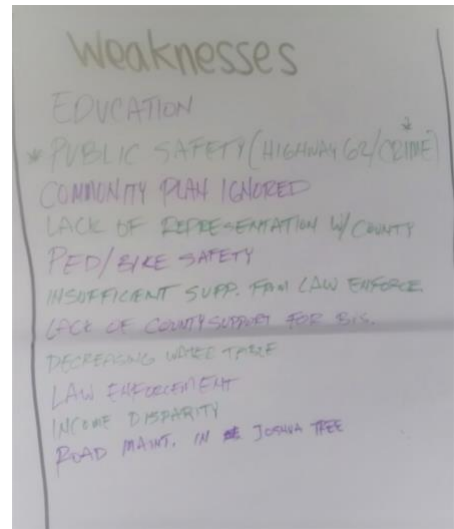 Weaknesses
EDUCATION
* PUBLIC SAFETY (HIGHWAY 62/CRIME) *
COMMUNITY PLAN IGNORED
LACK OF REPRESENTATION W/ COUNTY
PED/BIKE SAFETY
INSUFFICIENT SUPP. FROM LAW ENFORCE.
LACK OF COUNTY SUPPORT FOR BIS.
DECREASING WATER TABLE
LAW ENFORCEMENT
INCOME DISPARITY
ROAD MAINT. IN JOSHUA TREE